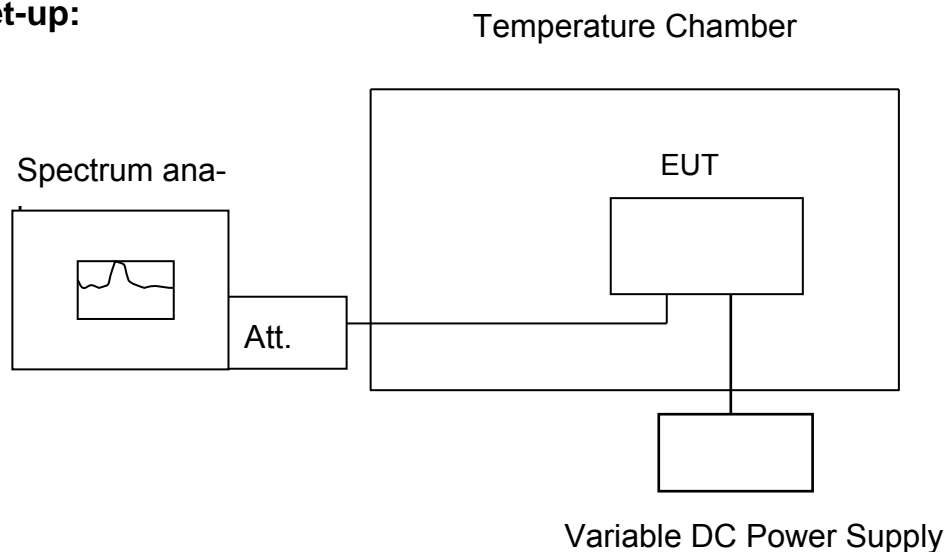 et-up:
Temperature Chamber
Spectrum ana-
EUT
Att.
Variable DC Power Supply